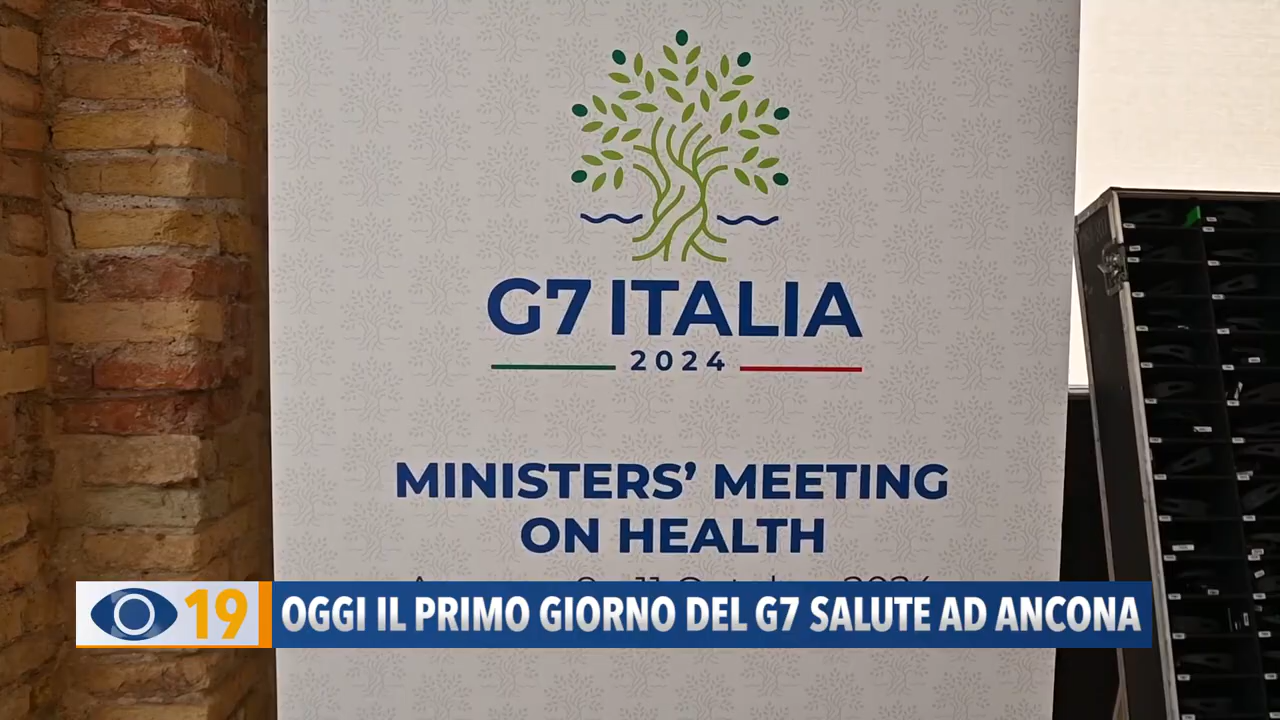 G7 ITALIA
2024
MINISTERS' MEETING
ON HEALTH
19 OGGI IL PRIMO GIORNO DEL G7 SALUTE AD ANCONA